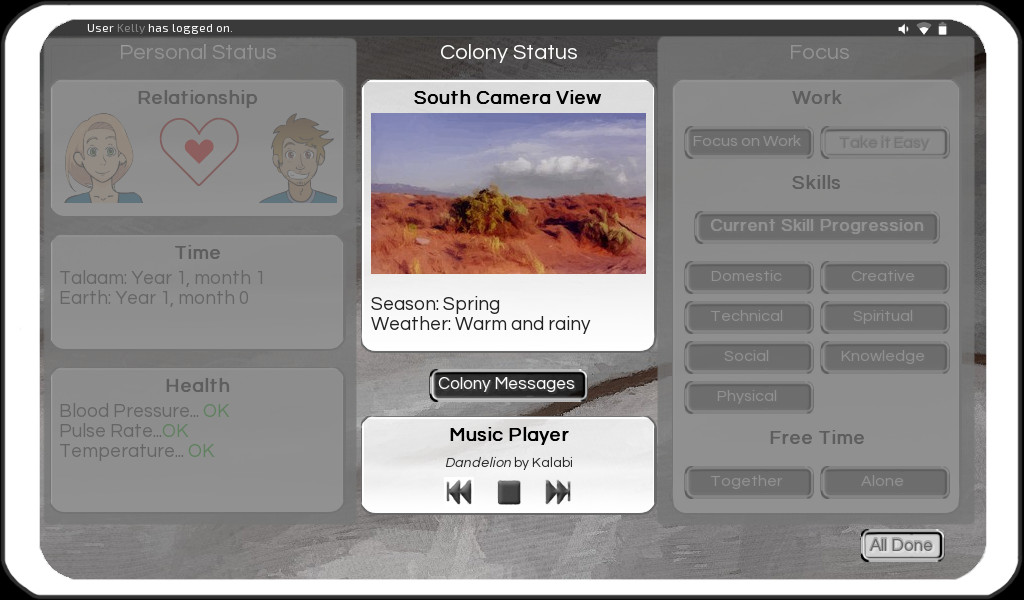 User Kelly has logged on.
Personal Status
Relationship
Time
Talaam: Year 1, month 1
Earth: Year 1, month 0
Health
Blood Pressure... OK
Pulse Rate...OK
Temperature... OK
Colony Status
South Camera View
Season: Spring
Weather: Warm and rainy
Colony Messages
Music Player
Dandelion by Kalabi
Focus
Work
Focus on Work
Take it Easy
Skills
Current Skill Progression
Domestic
Creative
Technical
Spiritual
Social
Knowledge
Physical
Free Time
Together
Alone
All Done